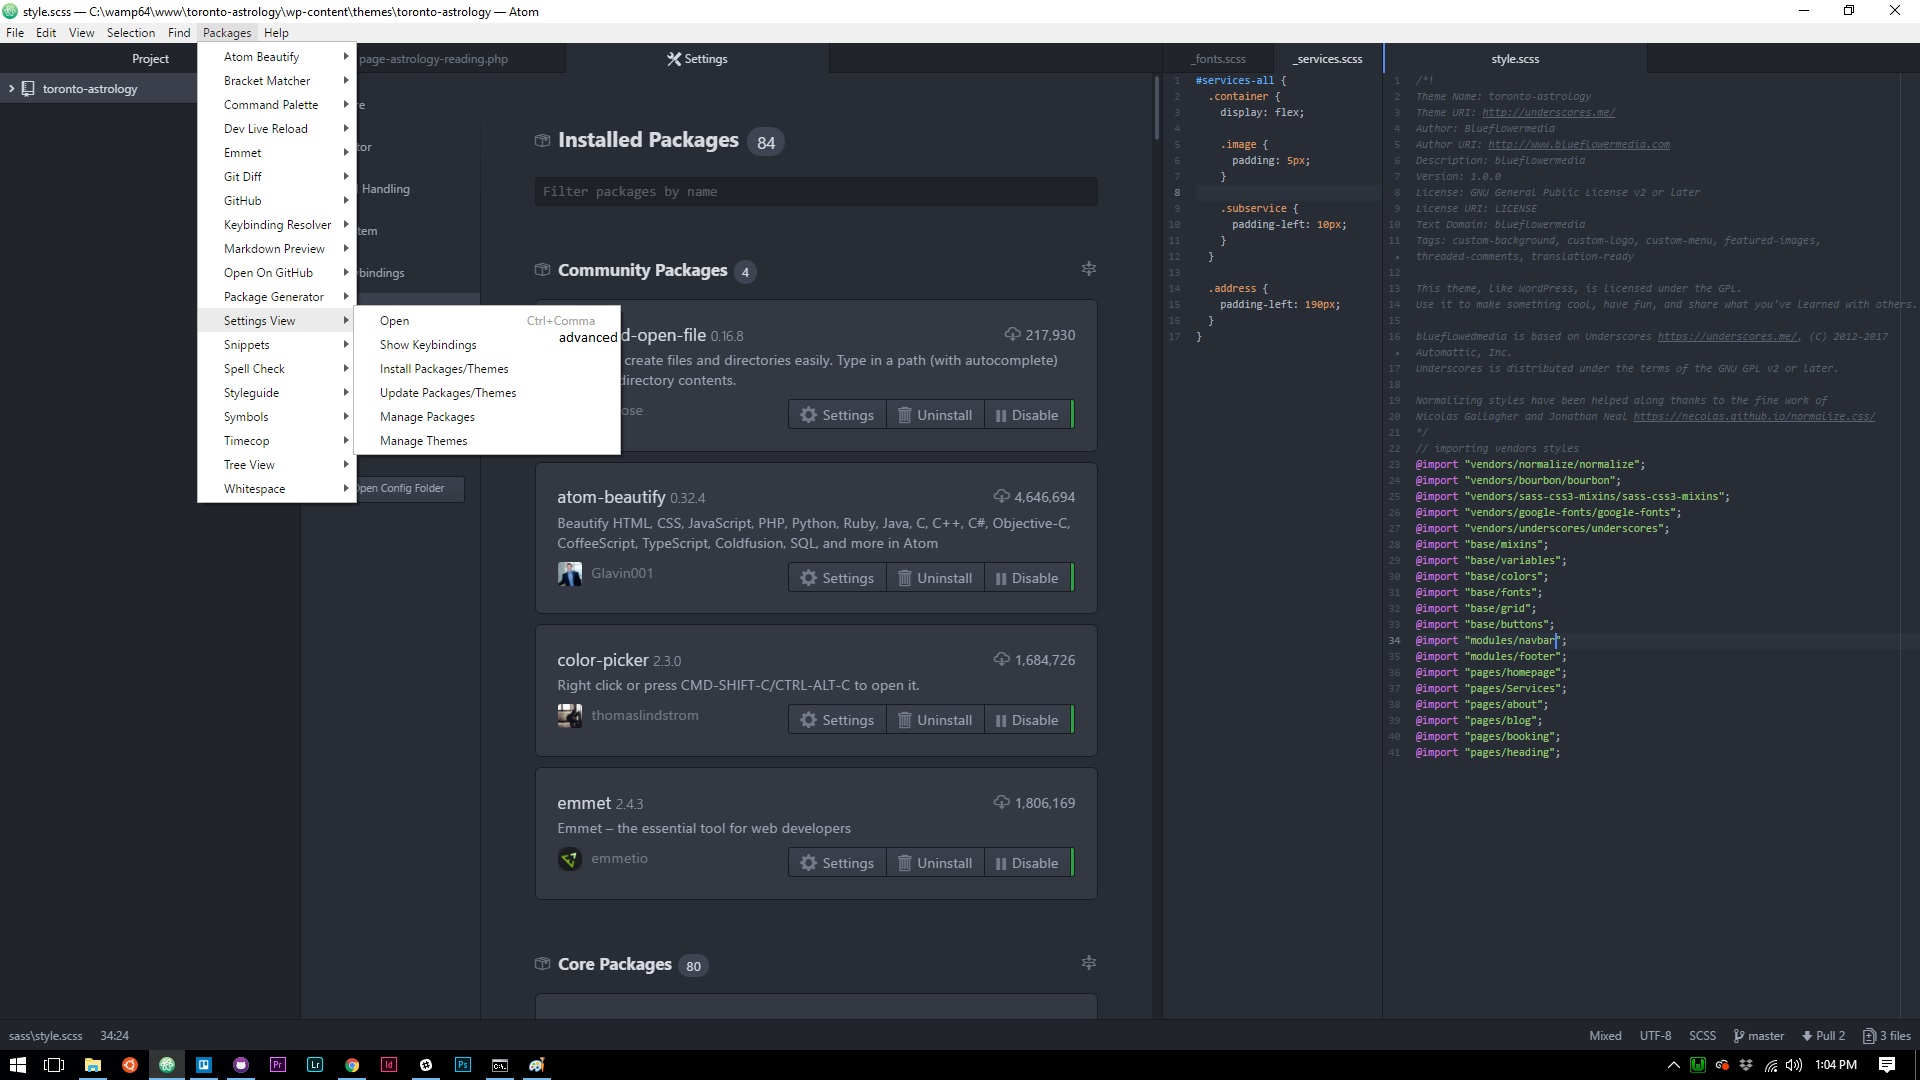 style.scss — C:\wamp64\www\toronto-astrology\wp-content\themes\toronto-astrology — Atom
File Edit View Selection Find Packages Help
Project
toronto-astrology
Atom Beautify
Bracket Matcher
Command Palette
Dev Live Reload
Emmet
Git Diff
GitHub
Keybinding Resolver
Markdown Preview
Open On GitHub
Package Generator
Settings View
Snippets
Spell Check
Styleguide
Symbols
Timecop
Tree View
Whitespace
Open Ctrl+Comma
Show Keybindings
Install Packages/Themes
Update Packages/Themes
Manage Packages
Manage Themes
page-astrology-reading.php
Settings
re
tor
Handling
tem
ybindings
Open Config Folder
Installed Packages 84
Filter packages by name
Community Packages 4
advanced
d-open-file 0.16.8 217,930
create files and directories easily. Type in a path (with autocomplete)
directory contents.
ose
Settings Uninstall Disable
atom-beautify 0.32.4 4,646,694
Beautify HTML, CSS, JavaScript, PHP, Python, Ruby, Java, C, C++, C#, Objective-C,
CoffeeScript, TypeScript, Coldfusion, SQL, and more in Atom
Glavin001
Settings Uninstall Disable
color-picker 2.3.0 1,684,726
Right click or press CMD-SHIFT-C/CTRL-ALT-C to open it.
thomaslindstrom
Settings Uninstall Disable
emmet 2.4.3 1,806,169
Emmet – the essential tool for web developers
emmetio
Settings Uninstall Disable
Core Packages 80
_fonts.scss _services.scss
1 #services-all {
2 .container {
3 display: flex;
4
5 .image {
6 padding: 5px;
7 }
8
9 .subservice {
10 padding-left: 10px;
11 }
12 }
13
14 .address {
15 padding-left: 190px;
16 }
17 }
style.scss
1 /*!
2 Theme Name: toronto-astrology
3 Theme URI: http://underscores.me/
4 Author: Blueflowermedia
5 Author URI: http://www.blueflowermedia.com
6 Description: blueflowermedia
7 Version: 1.0.0
8 License: GNU General Public License v2 or later
9 License URI: LICENSE
10 Text Domain: blueflowermedia
11 Tags: custom-background, custom-logo, custom-menu, featured-images,
• threaded-comments, translation-ready
12
13 This theme, like WordPress, is licensed under the GPL.
14 Use it to make something cool, have fun, and share what you've learned with others.
15
16 blueflowedmedia is based on Underscores https://underscores.me/, (C) 2012-2017
• Automattic, Inc.
17 Underscores is distributed under the terms of the GNU GPL v2 or later.
18
19 Normalizing styles have been helped along thanks to the fine work of
20 Nicolas Gallagher and Jonathan Neal https://necolas.github.io/normalize.css/
21 */
22 // importing vendors styles
23 @import "vendors/normalize/normalize";
24 @import "vendors/bourbon/bourbon";
25 @import "vendors/sass-css3-mixins/sass-css3-mixins";
26 @import "vendors/google-fonts/google-fonts";
27 @import "vendors/underscores/underscores";
28 @import "base/mixins";
29 @import "base/variables";
30 @import "base/colors";
31 @import "base/fonts";
32 @import "base/grid";
33 @import "base/buttons";
34 @import "modules/navbar";
35 @import "modules/footer";
36 @import "pages/homepage";
37 @import "pages/Services";
38 @import "pages/about";
39 @import "pages/blog";
40 @import "pages/booking";
41 @import "pages/heading";
sass\style.scss 34:24
Mixed UTF-8 SCSS master Pull 2 3 files
Pr Lr Id Ps
1:04 PM